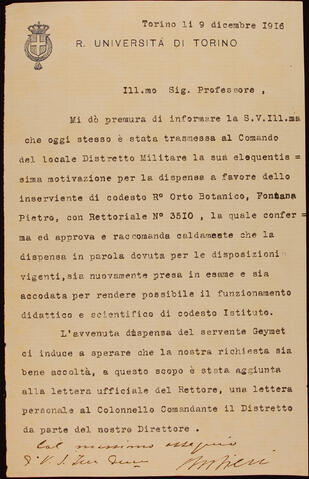 Torino li 9 dicembre 1916
R. UNIVERSITÀ DI TORINO
Ill.mo Sig. Professore,
Mi dò premura di informare la S.V.Ill.ma
che oggi stesso è stata trasmessa al Comando
del locale Distretto Militare la sua eloquentis=
sima motivazione per la dispensa a favore dello
inserviente di codesto R° Orto Botanico, Fontana
Pietro, con Rettoriale N° 3510, la quale confer=
ma ed approva e raccomanda caldamente che la
dispensa in parola dovuta per le disposizioni
vigenti, sia nuovamente presa in esame e sia
accodata per rendere possibile il funzionamento
didattico e scientifico di codesto Istituto.
L'avvenuta dispensa del servente Geymet
ci induce a sperare che la nostra richiesta sia
bene accolta, a questo scopo è stata aggiunta
alla lettera ufficiale del Rettore, una lettera
personale al Colonnello Comandante il Distretto
da parte del nostro Direttore.
Col massimo ossequio